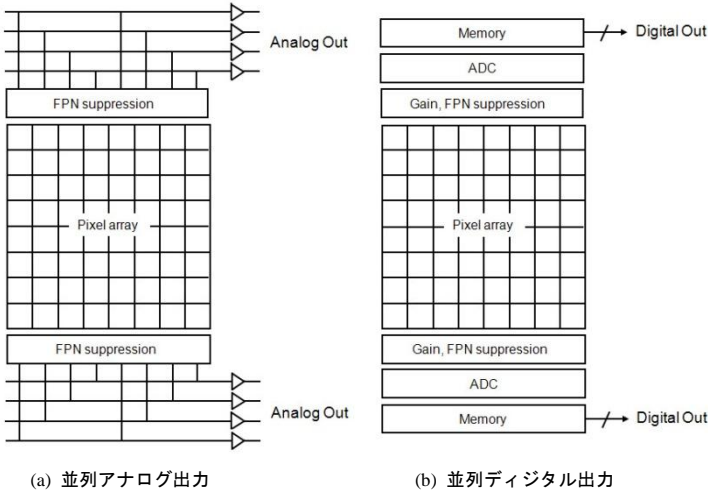 Analog Out
FPN suppression
Pixel array
FPN suppression
Analog Out
(a) 並列アナログ出力
Memory
Digital Out
ADC
Gain, FPN suppression
Pixel array
Gain, FPN suppression
ADC
Memory
Digital Out
(b) 並列ディジタル出力